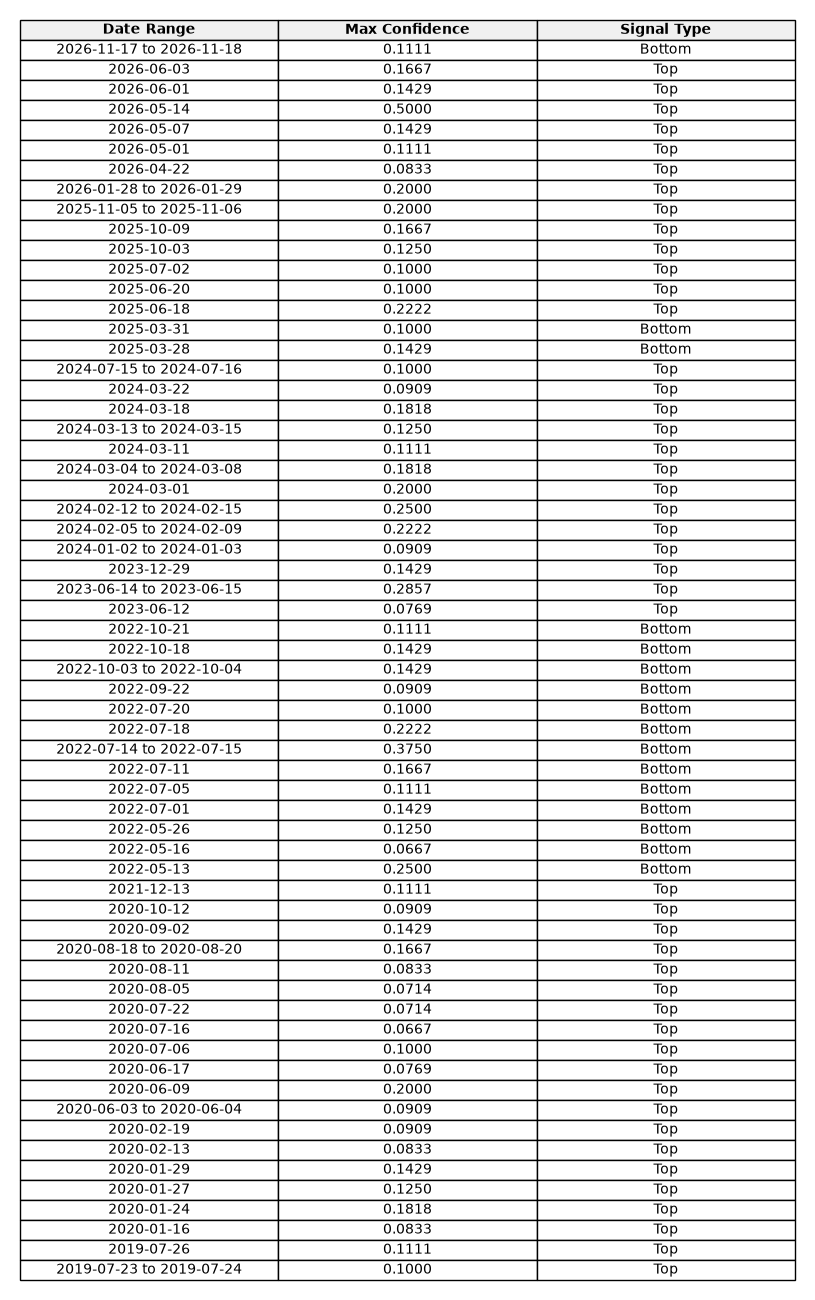 Date Range Max Confidence Signal Type
2026-11-17 to 2026-11-18 0.1111 Bottom
2026-06-03 0.1667 Top
2026-06-01 0.1429 Top
2026-05-14 0.5000 Top
2026-05-07 0.1429 Top
2026-05-01 0.1111 Top
2026-04-22 0.0833 Top
2026-01-28 to 2026-01-29 0.2000 Top
2025-11-05 to 2025-11-06 0.2000 Top
2025-10-09 0.1667 Top
2025-10-03 0.1250 Top
2025-07-02 0.1000 Top
2025-06-20 0.1000 Top
2025-06-18 0.2222 Top
2025-03-31 0.1000 Bottom
2025-03-28 0.1429 Bottom
2024-07-15 to 2024-07-16 0.1000 Top
2024-03-22 0.0909 Top
2024-03-18 0.1818 Top
2024-03-13 to 2024-03-15 0.1250 Top
2024-03-11 0.1111 Top
2024-03-04 to 2024-03-08 0.1818 Top
2024-03-01 0.2000 Top
2024-02-12 to 2024-02-15 0.2500 Top
2024-02-05 to 2024-02-09 0.2222 Top
2024-01-02 to 2024-01-03 0.0909 Top
2023-12-29 0.1429 Top
2023-06-14 to 2023-06-15 0.2857 Top
2023-06-12 0.0769 Top
2022-10-21 0.1111 Bottom
2022-10-18 0.1429 Bottom
2022-10-03 to 2022-10-04 0.1429 Bottom
2022-09-22 0.0909 Bottom
2022-07-20 0.1000 Bottom
2022-07-18 0.2222 Bottom
2022-07-14 to 2022-07-15 0.3750 Bottom
2022-07-11 0.1667 Bottom
2022-07-05 0.1111 Bottom
2022-07-01 0.1429 Bottom
2022-05-26 0.1250 Bottom
2022-05-16 0.0667 Bottom
2022-05-13 0.2500 Bottom
2021-12-13 0.1111 Top
2020-10-12 0.0909 Top
2020-09-02 0.1429 Top
2020-08-18 to 2020-08-20 0.1667 Top
2020-08-11 0.0833 Top
2020-08-05 0.0714 Top
2020-07-22 0.0714 Top
2020-07-16 0.0667 Top
2020-07-06 0.1000 Top
2020-06-17 0.0769 Top
2020-06-09 0.2000 Top
2020-06-03 to 2020-06-04 0.0909 Top
2020-02-19 0.0909 Top
2020-02-13 0.0833 Top
2020-01-29 0.1429 Top
2020-01-27 0.1250 Top
2020-01-24 0.1818 Top
2020-01-16 0.0833 Top
2019-07-26 0.1111 Top
2019-07-23 to 2019-07-24 0.1000 Top